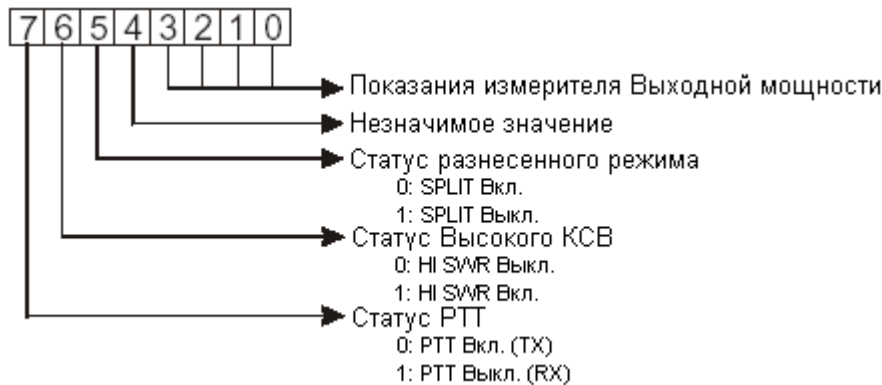 7 6 5 4 3 2 1 0
Показания измерителя Выходной мощности
Незначимое значение
Статус разнесенного режима
0: SPLIT Вкл.
1: SPLIT Выкл.
Статус Высокого КСВ
0: HI SWR Выкл.
1: HI SWR Вкл.
Статус PTT
0: PTT Вкл. (TX)
1: PTT Выкл. (RX)